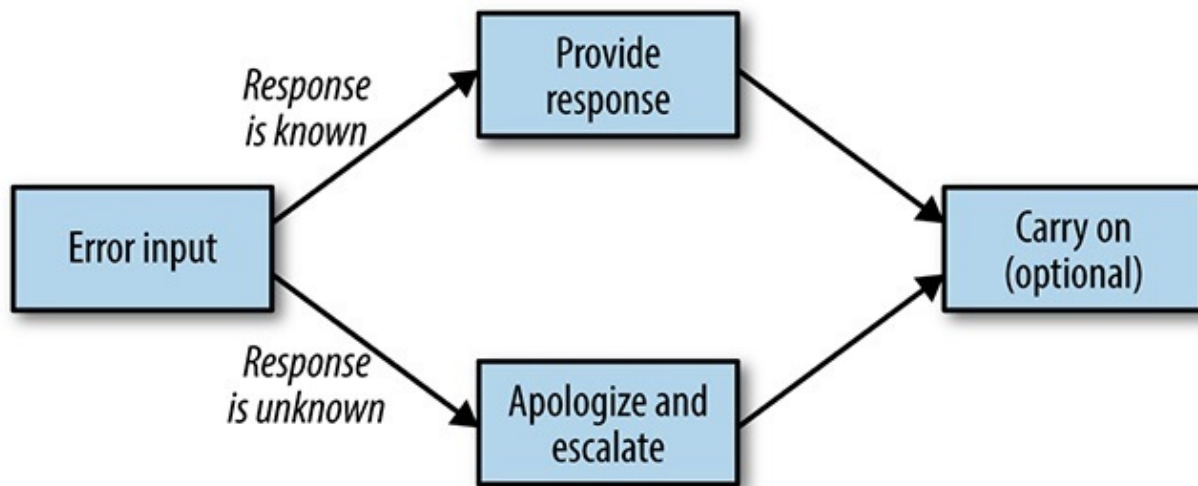 Provide
response
Response
is known
Error input
Carry on
(optional)
Response
is unknown
Apologize and
escalate